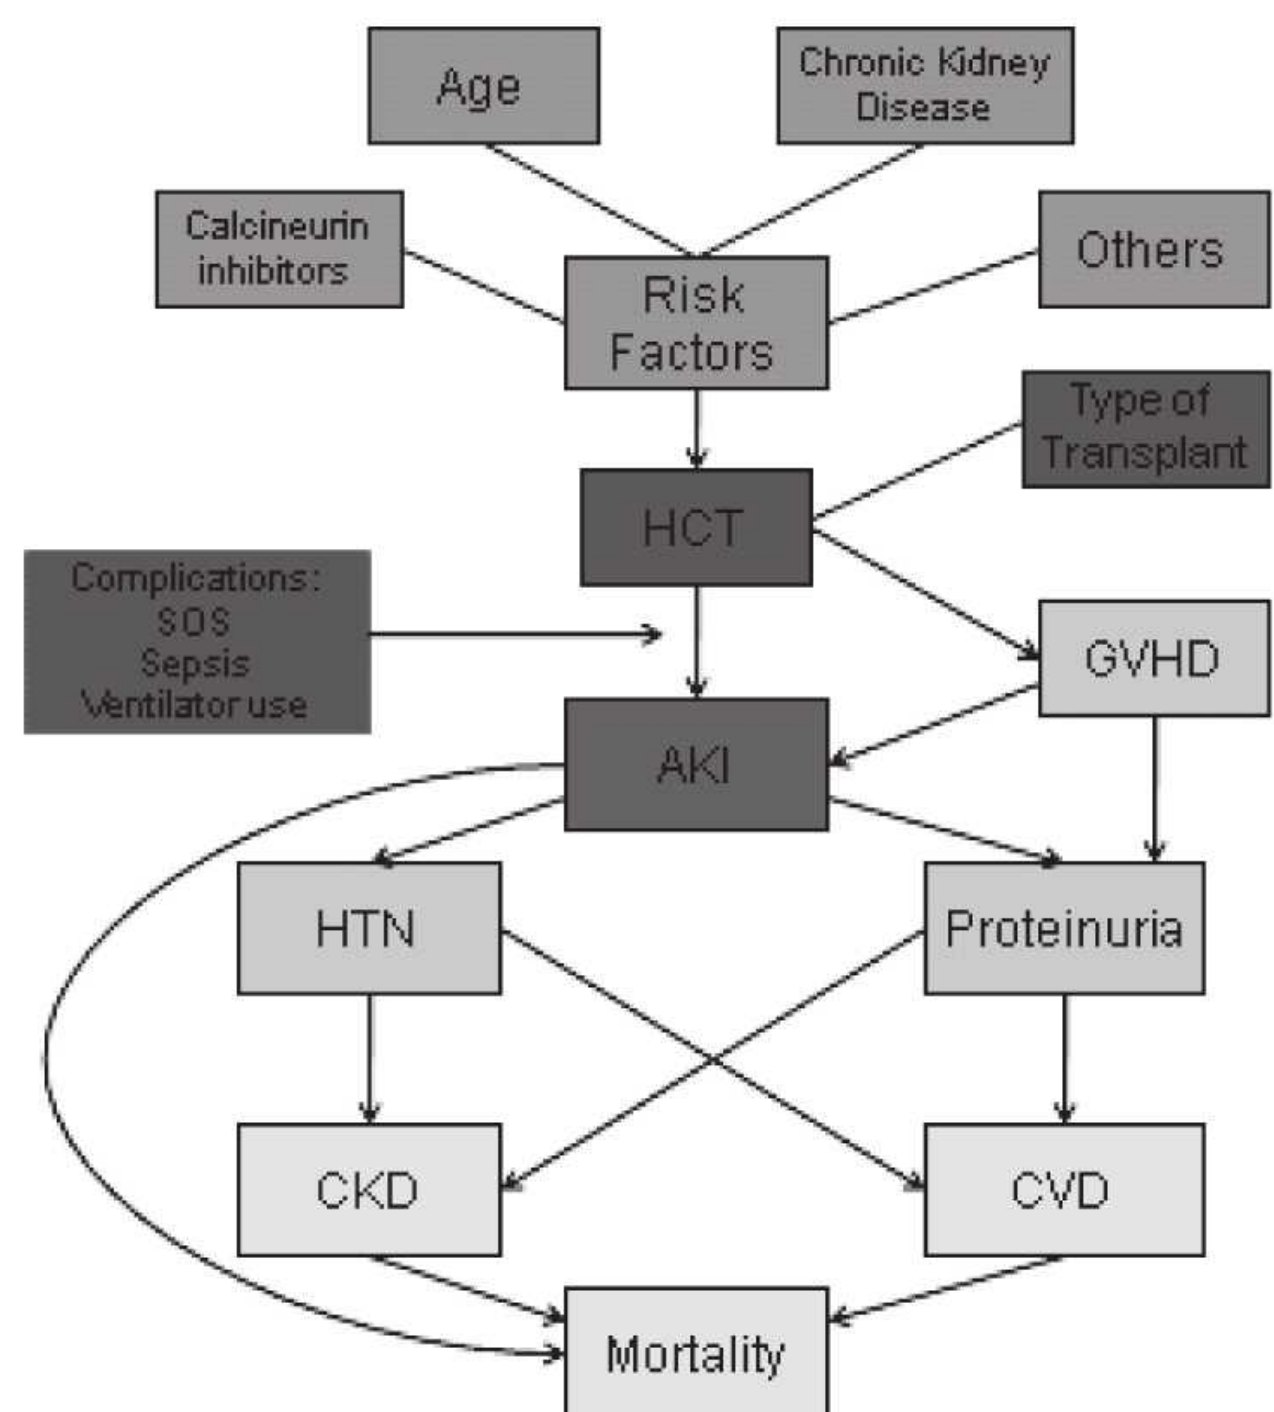 Age
Chronic Kidney
Disease
Calcineurin
inhibitors
Others
Risk
Factors
Type of
Transplant
HCT
Complications:
SOS
Sepsis
Ventilator use
GVHD
AKI
HTN
Proteinuria
CKD
CVD
Mortality